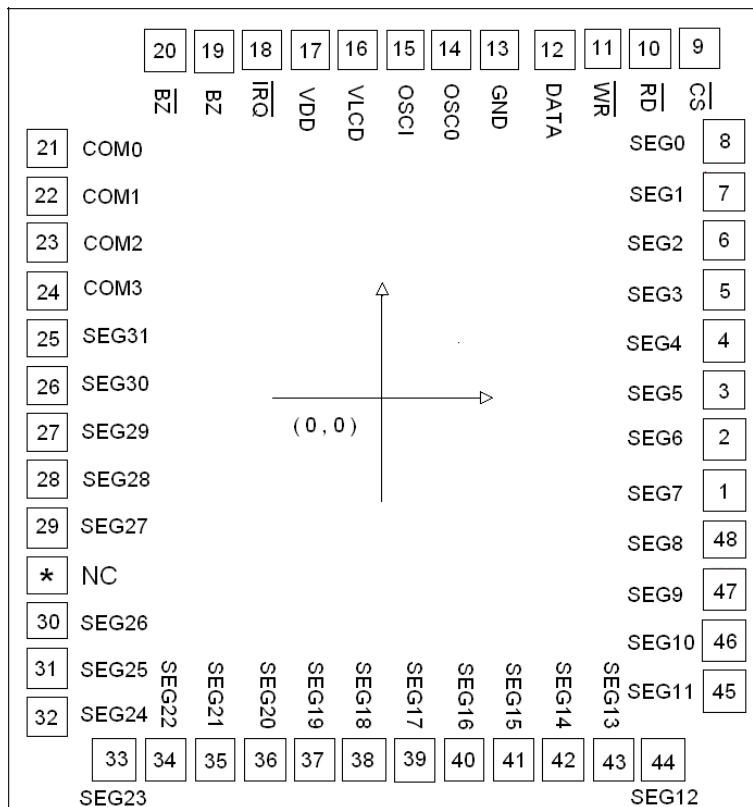 20 19 18 17 16 15 14 13 12 11 10 9
BZ BZ IRQ VDD VLCD OSCI OSC0 GND DATA WR RD CS
21 COM0 SEG0 8
22 COM1 SEG1 7
23 COM2 SEG2 6
24 COM3 SEG3 5
25 SEG31 SEG4 4
26 SEG30 SEG5 3
(0,0)
27 SEG29 SEG6 2
28 SEG28 SEG7 1
29 SEG27 SEG8 48
* NC SEG9 47
30 SEG26 SEG10 46
31 SEG25 SEG11 45
32 SEG24
SEG22 SEG21 SEG20 SEG19 SEG18 SEG17 SEG16 SEG15 SEG14 SEG13
33 34 35 36 37 38 39 40 41 42 43 44
SEG23 SEG12